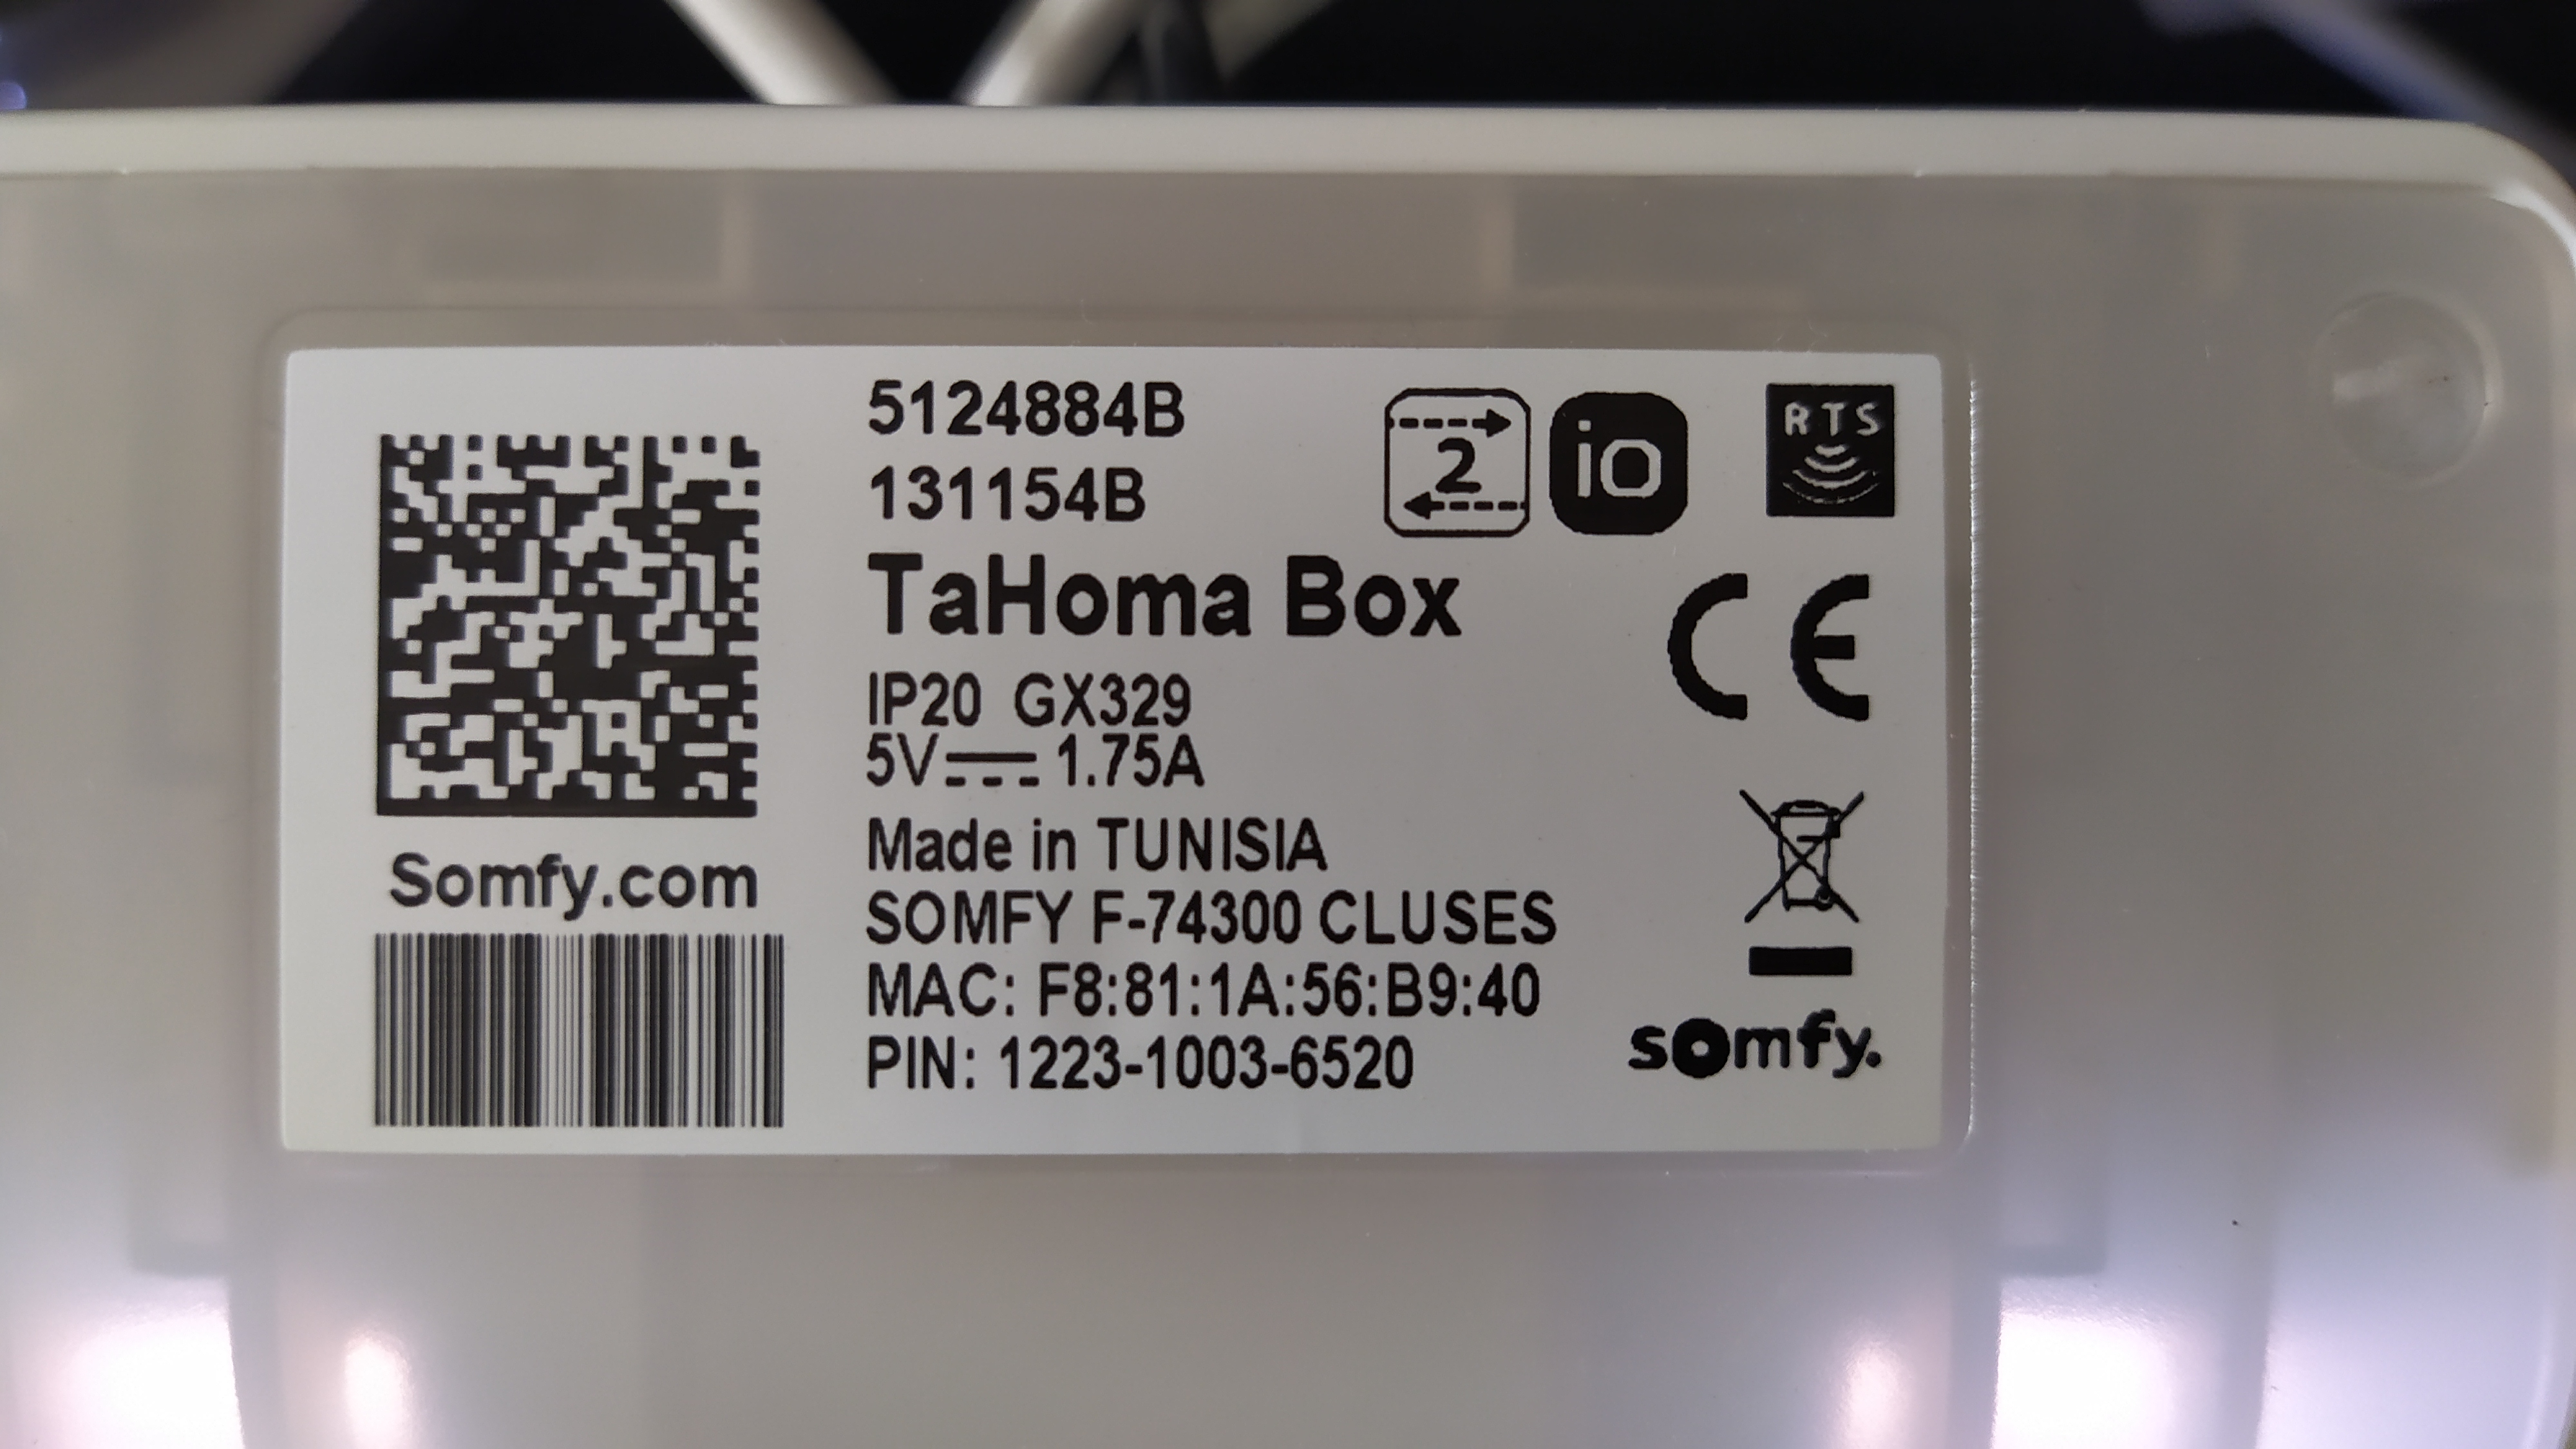 5124884B
131154B
2
io
RTS
TaHoma Box
CE
IP20 GX329
5V 1.75A
Made in TUNISIA
SOMFY F-74300 CLUSES
MAC: F8:81:1A:56:B9:40
PIN: 1223-1003-6520
Somfy.com
somfy.